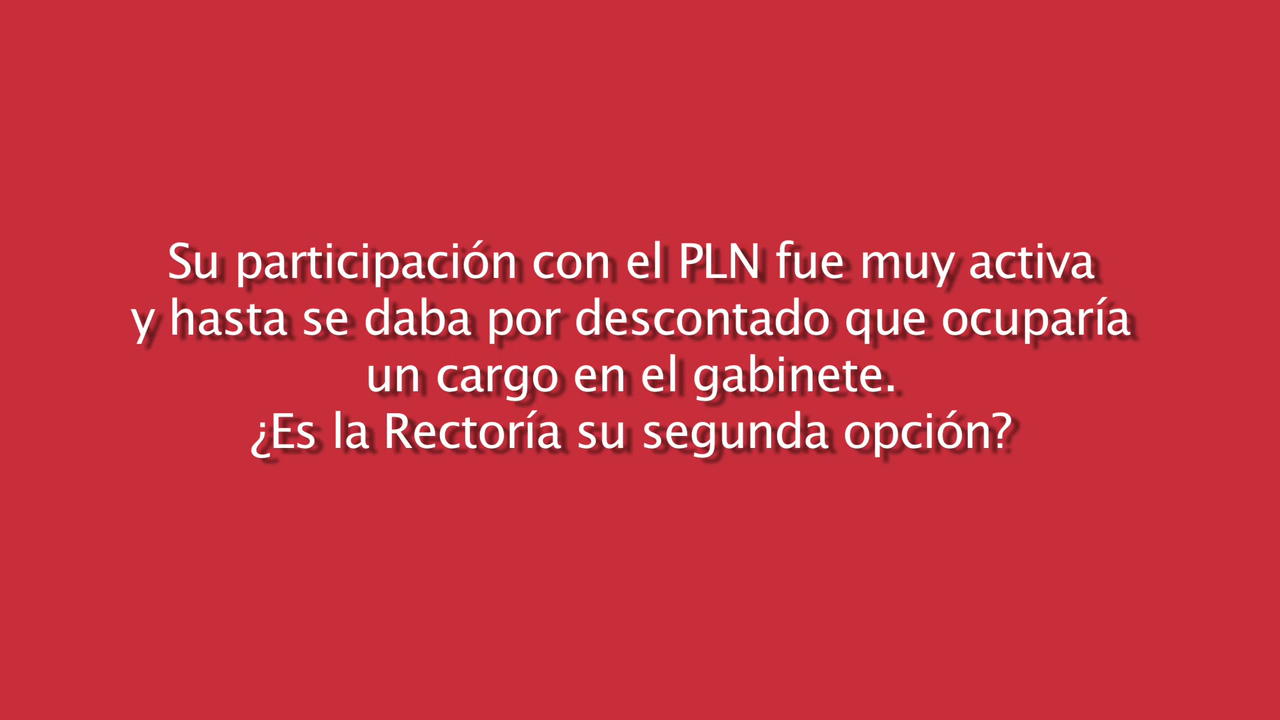 Su participación con el PLN fue muy activa
y hasta se daba por descontado que ocuparía
un cargo en el gabinete.
¿Es la Rectoría su segunda opción?